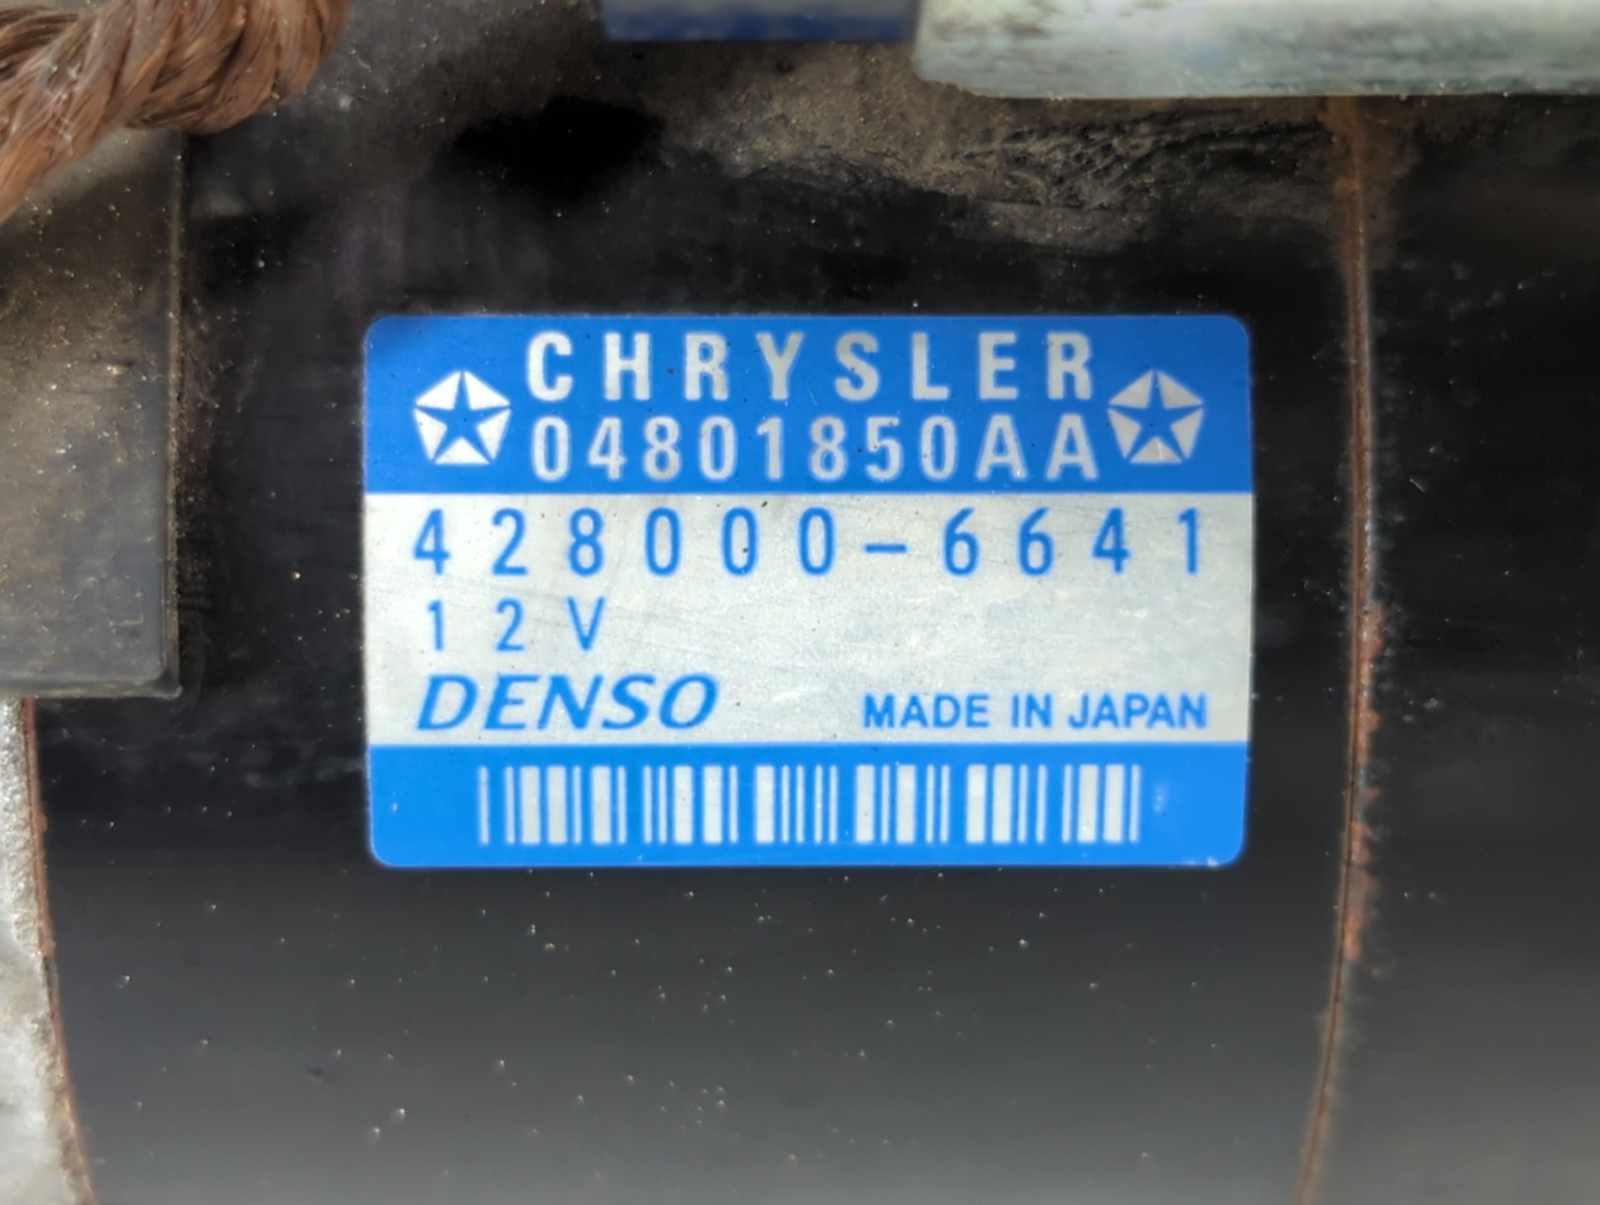 CHRYSLER
04801850AA
428000-6641
12V
DENSO MADE IN JAPAN